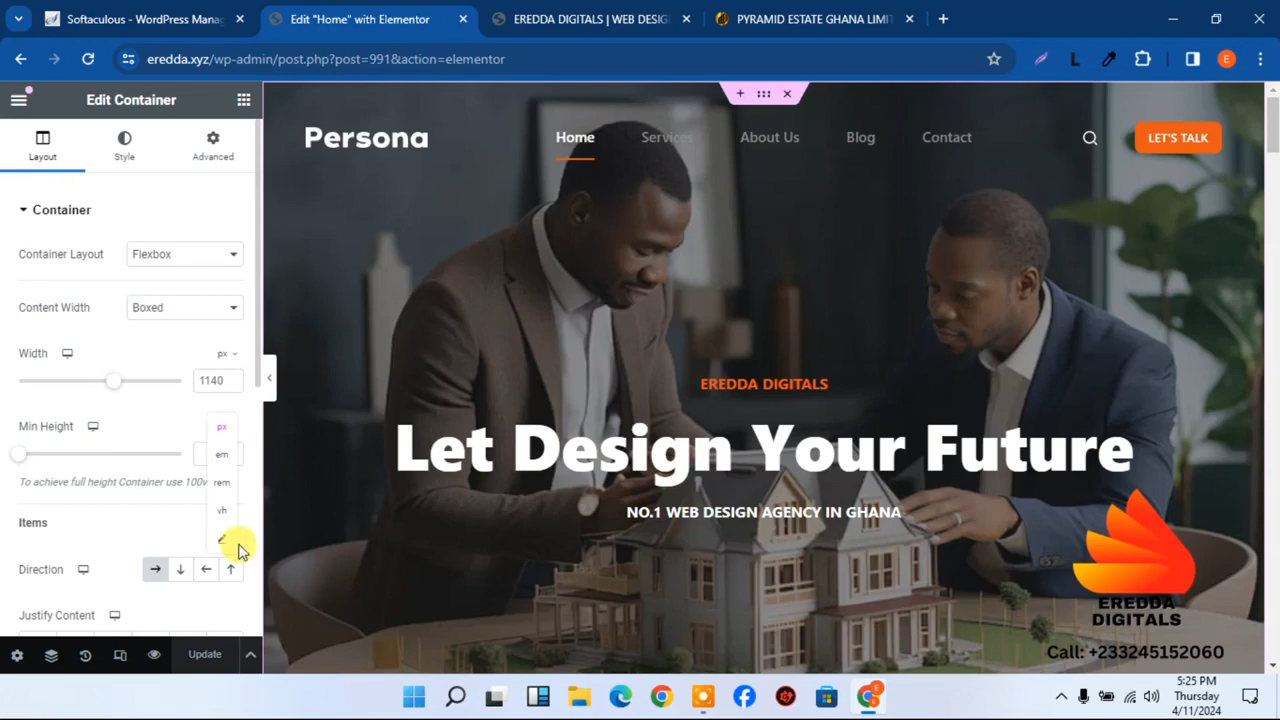 Softaculous - WordPress Mana
Edit "Home" with Elementor
EREDDA DIGITALS | WEB DESIG
PYRAMID ESTATE GHANA LIMI
eredda.xyz/wp-admin/post.php?post=991&action=elementor
L
E
Edit Container
Layout
Style
Advanced
Container
Container Layout
Flexbox
Content Width
Boxed
Width
px
1140
Min Height
px
em
rem
vh
To achieve full height Container use 100v
Items
Direction
Justify Content
Update
Persona
Home
Services
About Us
Blog
Contact
LET'S TALK
EREDDA DIGITALS
Let Design Your Future
NO.1 WEB DESIGN AGENCY IN GHANA
EREDDA
DIGITALS
Call: +233245152060
5:25 PM
Thursday
4/11/2024